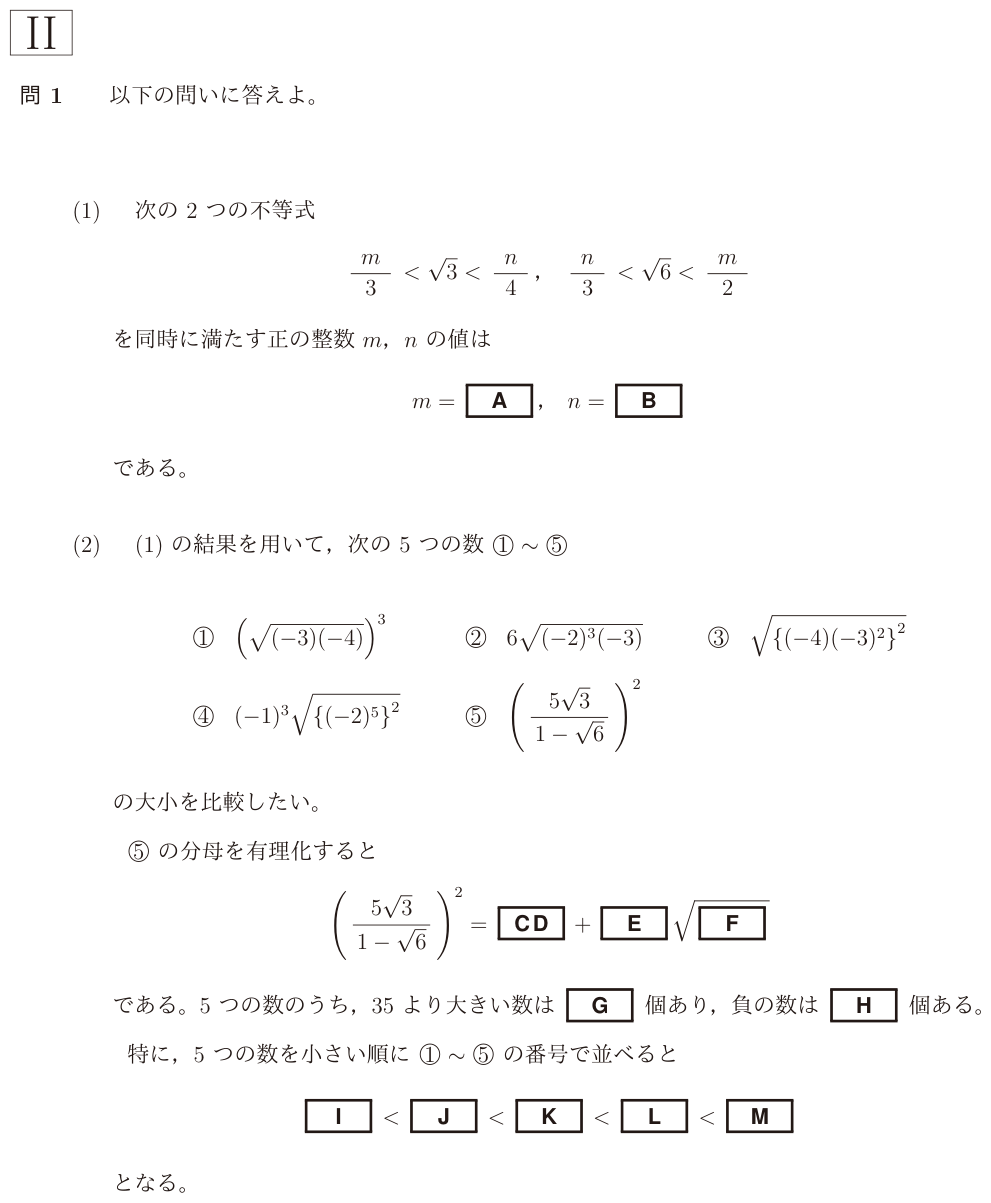 II
問 1　以下の問いに答えよ。
(1)　次の 2 つの不等式
m/3 < √3 < n/4 ,　n/3 < √6 < m/2
を同時に満たす正の整数 m，n の値は
m = A ，　n = B
である。
(2)　(1) の結果を用いて，次の 5 つの数 ① ~ ⑤
①　(√((−3)(−4)))³　　②　6√((−2)³(−3))　　③　√({(−4)(−3)²}²)
④　(−1)³√({(−2)⁵}²)　　⑤　(5√3/(1 − √6))²
の大小を比較したい。
⑤ の分母を有理化すると
(5√3/(1 − √6))² = CD + E √F
である。5 つの数のうち，35 より大きい数は G 個あり，負の数は H 個ある。
特に，5 つの数を小さい順に ① ~ ⑤ の番号で並べると
I < J < K < L < M
となる。